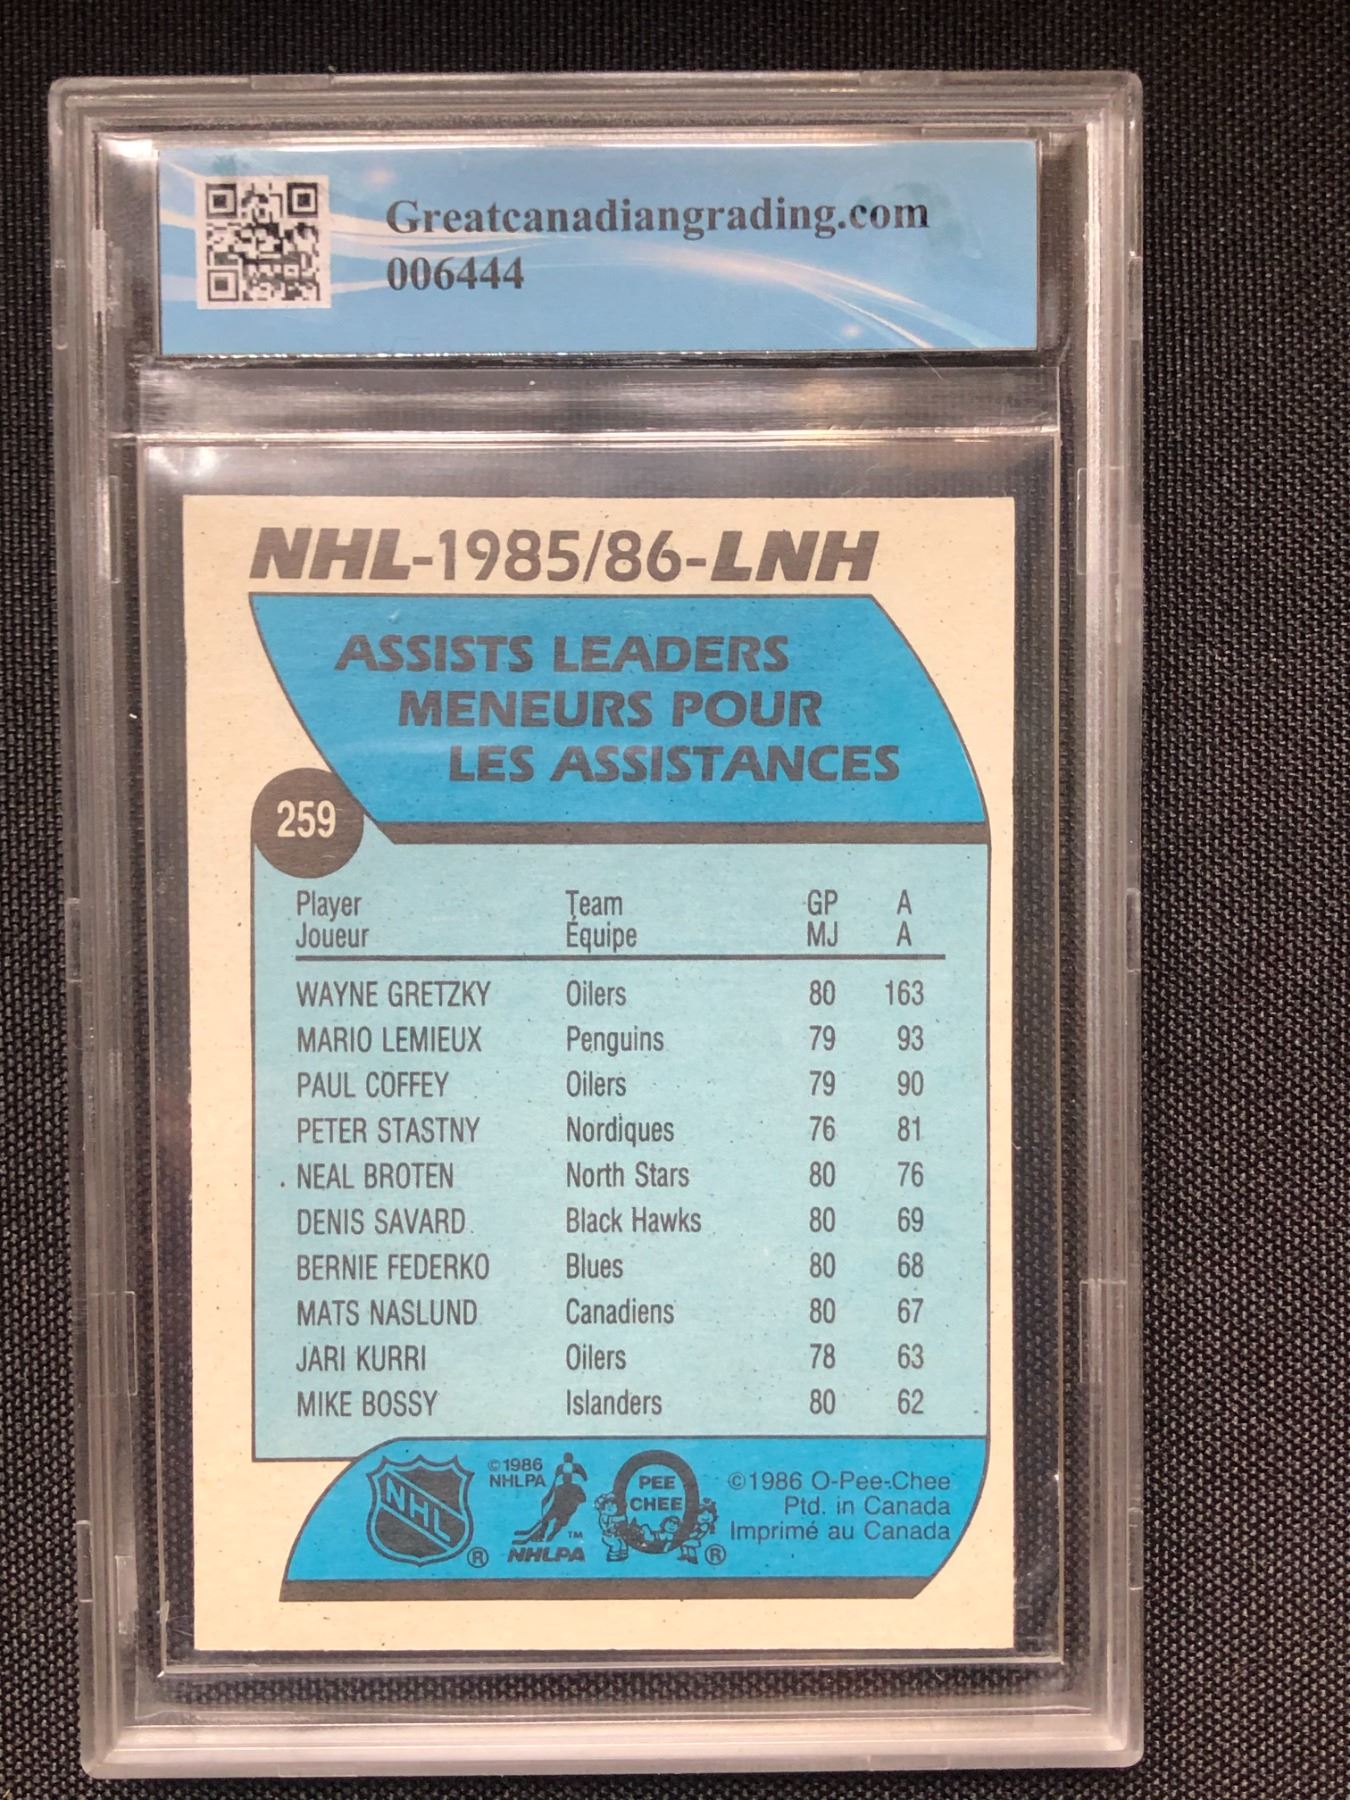 Greatcanadiangrading.com
006444
NHL-1985/86-LNH
ASSISTS LEADERS
MENEURS POUR
LES ASSISTANCES
259
Player Team GP A
Joueur Équipe MJ A
WAYNE GRETZKY Oilers 80 163
MARIO LEMIEUX Penguins 79 93
PAUL COFFEY Oilers 79 90
PETER STASTNY Nordiques 76 81
NEAL BROTEN North Stars 80 76
DENIS SAVARD Black Hawks 80 69
BERNIE FEDERKO Blues 80 68
MATS NASLUND Canadiens 80 67
JARI KURRI Oilers 78 63
MIKE BOSSY Islanders 80 62
NHL ®
©1986
NHLPA
TM
NHLPA
O
PEE
CHEE
®
©1986 O-Pee-Chee
Ptd. in Canada
Imprimé au Canada